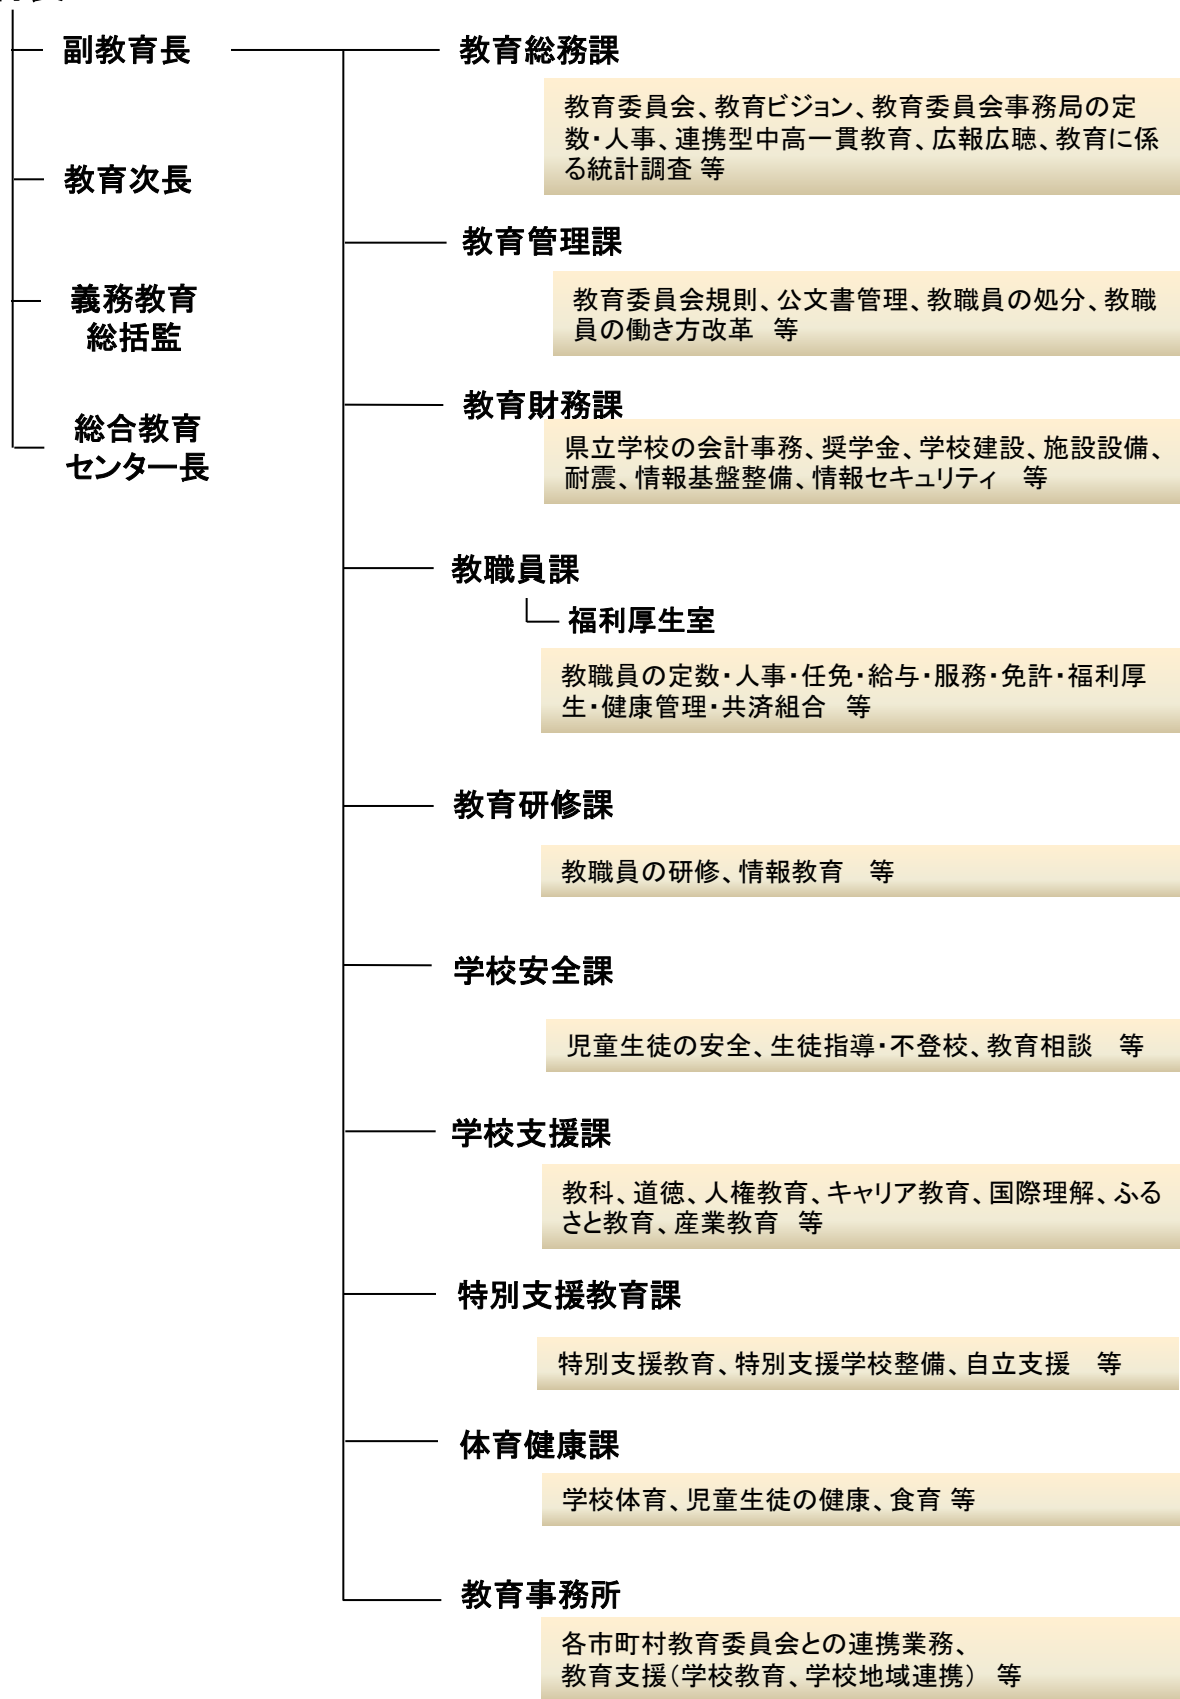 副教育長
教育次長
義務教育
総括監
総合教育
センター長
教育総務課
教育委員会、教育ビジョン、教育委員会事務局の定
数・人事、連携型中高一貫教育、広報広聴、教育に係
る統計調査 等
教育管理課
教育委員会規則、公文書管理、教職員の処分、教職
員の働き方改革　等
教育財務課
県立学校の会計事務、奨学金、学校建設、施設設備、
耐震、情報基盤整備、情報セキュリティ　等
教職員課
福利厚生室
教職員の定数・人事・任免・給与・服務・免許・福利厚
生・健康管理・共済組合　等
教育研修課
教職員の研修、情報教育　等
学校安全課
児童生徒の安全、生徒指導・不登校、教育相談　等
学校支援課
教科、道徳、人権教育、キャリア教育、国際理解、ふる
さと教育、産業教育　等
特別支援教育課
特別支援教育、特別支援学校整備、自立支援　等
体育健康課
学校体育、児童生徒の健康、食育 等
教育事務所
各市町村教育委員会との連携業務、
教育支援（学校教育、学校地域連携）　等